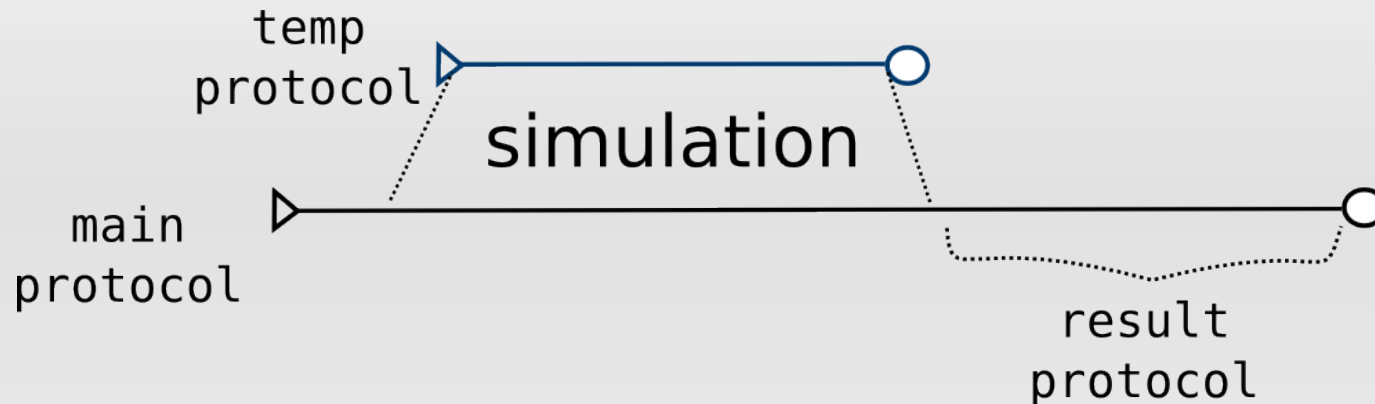 temp
protocol
simulation
main
protocol
result
protocol